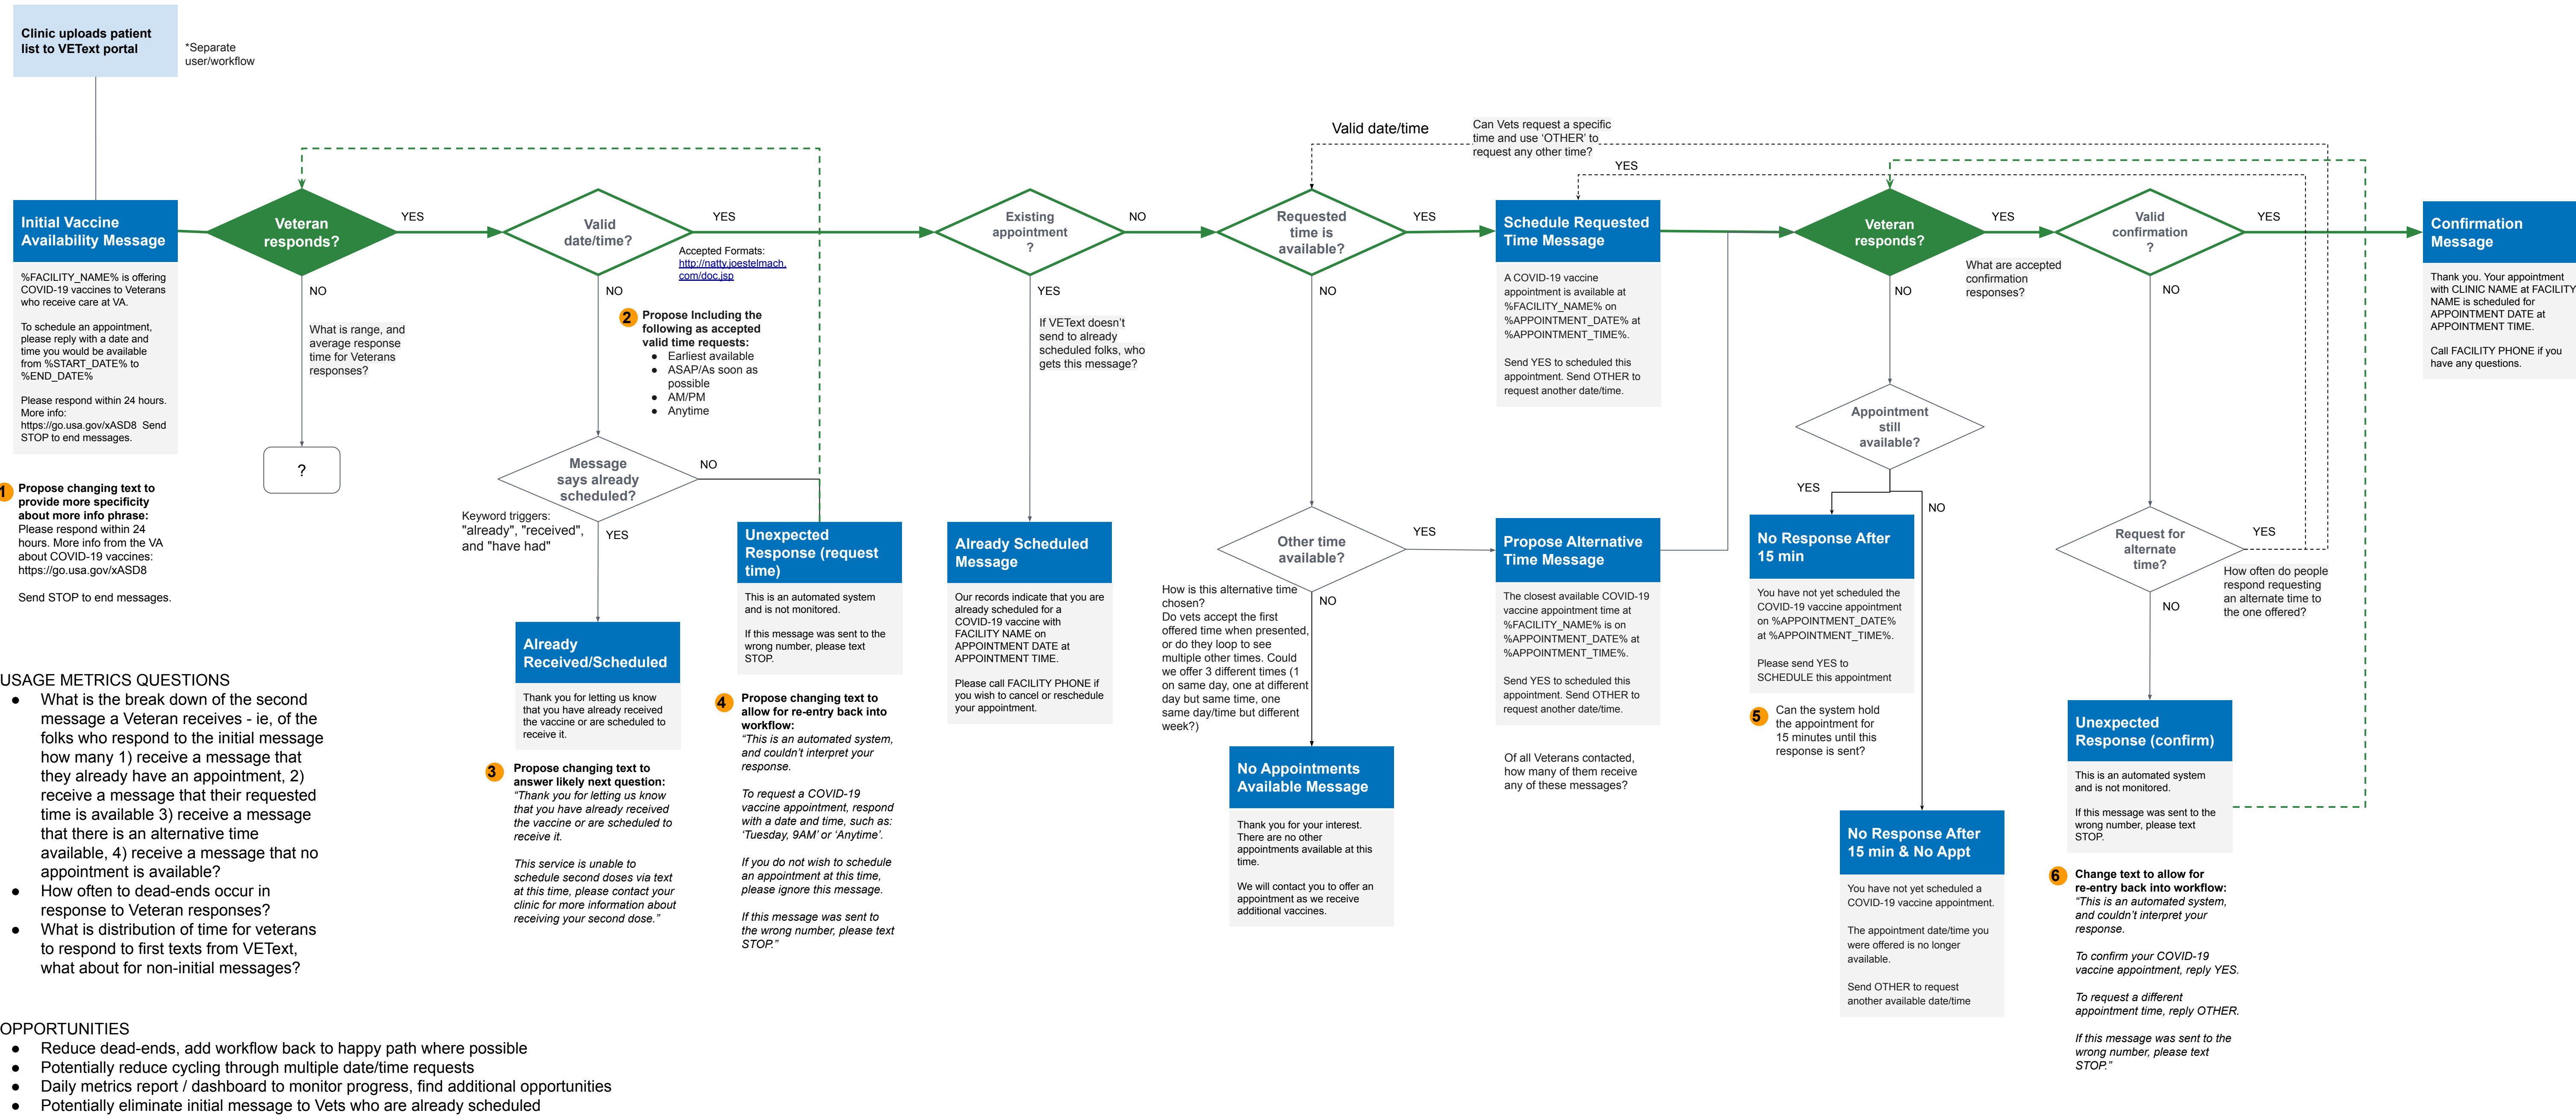 Clinic uploads patient
list to VEText portal
*Separate
user/workflow
Initial Vaccine
Availability Message
%FACILITY_NAME% is offering
COVID-19 vaccines to Veterans
who receive care at VA.
To schedule an appointment,
please reply with a date and
time you would be available
from %START_DATE% to
%END_DATE%
Please respond within 24 hours.
More info:
https://go.usa.gov/xASD8 Send
STOP to end messages.
1
Propose changing text to
provide more specificity
about more info phrase:
Please respond within 24
hours. More info from the VA
about COVID-19 vaccines:
https://go.usa.gov/xASD8
Send STOP to end messages.
Veteran
responds?
YES
NO
What is range, and
average response
time for Veterans
responses?
?
Valid
date/time?
YES
Accepted Formats:
http://natty.joestelmach.
com/doc.jsp
NO
2
Propose Including the
following as accepted
valid time requests:
● Earliest available
● ASAP/As soon as
possible
● AM/PM
● Anytime
Message
says already
scheduled?
NO
Keyword triggers:
"already", "received",
and "have had"
YES
Already
Received/Scheduled
Thank you for letting us know
that you have already received
the vaccine or are scheduled to
receive it.
3
Propose changing text to
answer likely next question:
“Thank you for letting us know
that you have already received
the vaccine or are scheduled to
receive it.
This service is unable to
schedule second doses via text
at this time, please contact your
clinic for more information about
receiving your second dose.”
Unexpected
Response (request
time)
This is an automated system
and is not monitored.
If this message was sent to the
wrong number, please text
STOP.
4
Propose changing text to
allow for re-entry back into
workflow:
“This is an automated system,
and couldn’t interpret your
response.
To request a COVID-19
vaccine appointment, respond
with a date and time, such as:
‘Tuesday, 9AM’ or ‘Anytime’.
If you do not wish to schedule
an appointment at this time,
please ignore this message.
If this message was sent to
the wrong number, please text
STOP.”
Existing
appointment
?
NO
YES
If VEText doesn’t
send to already
scheduled folks, who
gets this message?
Already Scheduled
Message
Our records indicate that you are
already scheduled for a
COVID-19 vaccine with
FACILITY NAME on
APPOINTMENT DATE at
APPOINTMENT TIME.
Please call FACILITY PHONE if
you wish to cancel or reschedule
your appointment.
Valid date/time
Can Vets request a specific
time and use ‘OTHER’ to
request any other time?
YES
Requested
time is
available?
YES
NO
Other time
available?
YES
How is this alternative time
chosen?
Do vets accept the first
offered time when presented,
or do they loop to see
multiple other times. Could
we offer 3 different times (1
on same day, one at different
day but same time, one
same day/time but different
week?)
NO
No Appointments
Available Message
Thank you for your interest.
There are no other
appointments available at this
time.
We will contact you to offer an
appointment as we receive
additional vaccines.
Schedule Requested
Time Message
A COVID-19 vaccine
appointment is available at
%FACILITY_NAME% on
%APPOINTMENT_DATE% at
%APPOINTMENT_TIME%.
Send YES to scheduled this
appointment. Send OTHER to
request another date/time.
Propose Alternative
Time Message
The closest available COVID-19
vaccine appointment time at
%FACILITY_NAME% is on
%APPOINTMENT_DATE% at
%APPOINTMENT_TIME%.
Send YES to scheduled this
appointment. Send OTHER to
request another date/time.
Of all Veterans contacted,
how many of them receive
any of these messages?
Veteran
responds?
YES
What are accepted
confirmation
responses?
NO
Appointment
still
available?
YES
NO
No Response After
15 min
You have not yet scheduled the
COVID-19 vaccine appointment
on %APPOINTMENT_DATE%
at %APPOINTMENT_TIME%.
Please send YES to
SCHEDULE this appointment
5
Can the system hold
the appointment for
15 minutes until this
response is sent?
No Response After
15 min & No Appt
You have not yet scheduled a
COVID-19 vaccine appointment.
The appointment date/time you
were offered is no longer
available.
Send OTHER to request
another available date/time
Valid
confirmation
?
YES
NO
Request for
alternate
time?
YES
How often do people
respond requesting
an alternate time to
the one offered?
NO
Unexpected
Response (confirm)
This is an automated system
and is not monitored.
If this message was sent to the
wrong number, please text
STOP.
6
Change text to allow for
re-entry back into workflow:
“This is an automated system,
and couldn’t interpret your
response.
To confirm your COVID-19
vaccine appointment, reply YES.
To request a different
appointment time, reply OTHER.
If this message was sent to the
wrong number, please text
STOP.”
Confirmation
Message
Thank you. Your appointment
with CLINIC NAME at FACILITY
NAME is scheduled for
APPOINTMENT DATE at
APPOINTMENT TIME.
Call FACILITY PHONE if you
have any questions.
USAGE METRICS QUESTIONS
● What is the break down of the second
message a Veteran receives - ie, of the
folks who respond to the initial message
how many 1) receive a message that
they already have an appointment, 2)
receive a message that their requested
time is available 3) receive a message
that there is an alternative time
available, 4) receive a message that no
appointment is available?
● How often to dead-ends occur in
response to Veteran responses?
● What is distribution of time for veterans
to respond to first texts from VEText,
what about for non-initial messages?
OPPORTUNITIES
● Reduce dead-ends, add workflow back to happy path where possible
● Potentially reduce cycling through multiple date/time requests
● Daily metrics report / dashboard to monitor progress, find additional opportunities
● Potentially eliminate initial message to Vets who are already scheduled